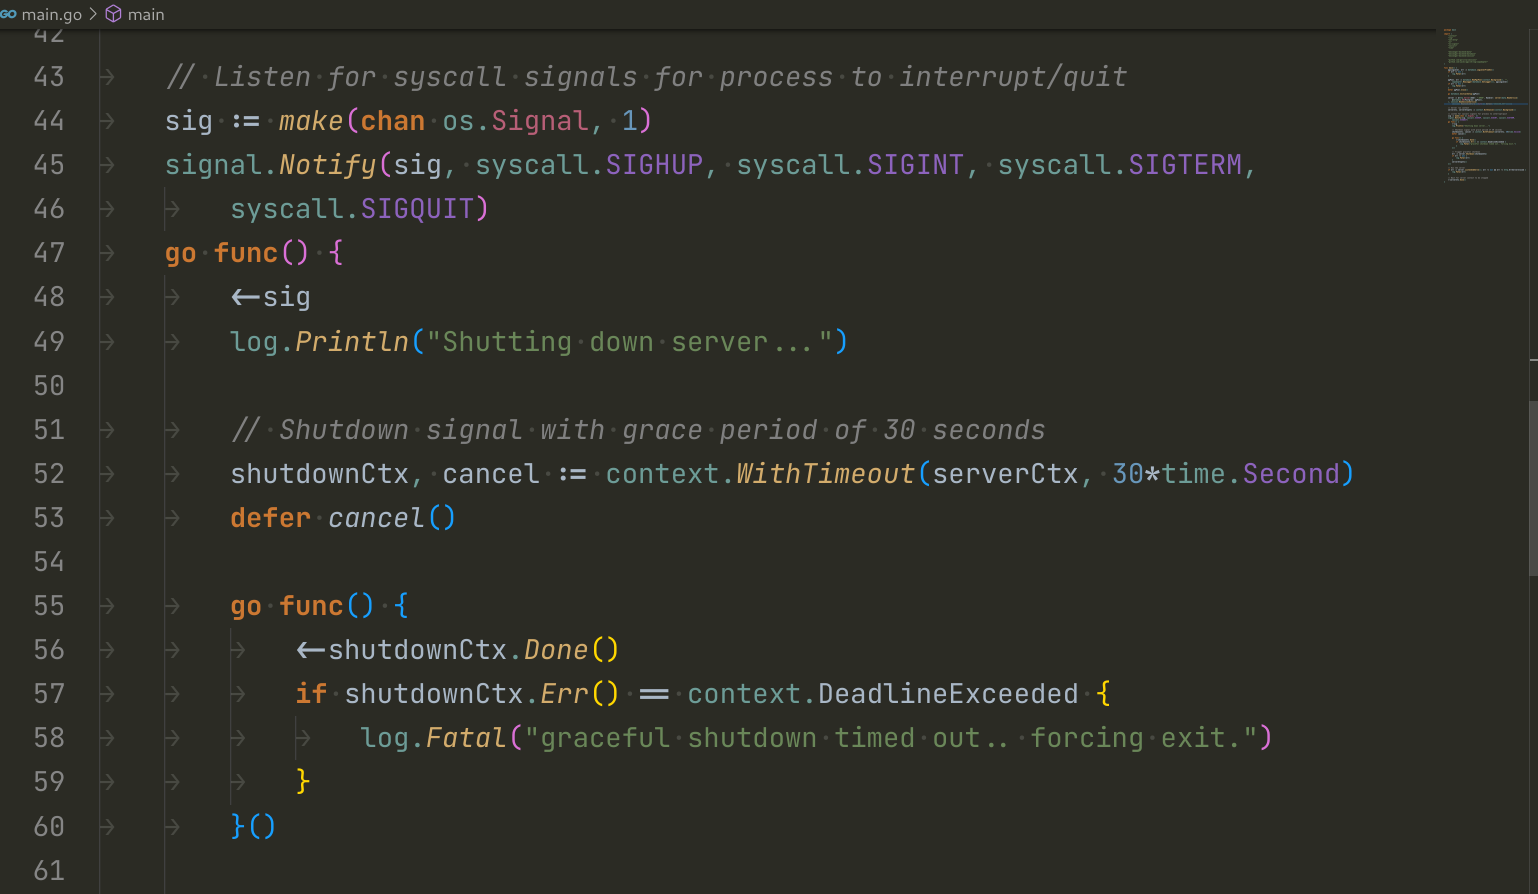 GO main.go > main
42
43 // Listen for syscall signals for process to interrupt/quit
44 sig := make(chan os.Signal, 1)
45 signal.Notify(sig, syscall.SIGHUP, syscall.SIGINT, syscall.SIGTERM,
46 syscall.SIGQUIT)
47 go func() {
48 <-sig
49 log.Println("Shutting down server...")
50
51 // Shutdown signal with grace period of 30 seconds
52 shutdownCtx, cancel := context.WithTimeout(serverCtx, 30*time.Second)
53 defer cancel()
54
55 go func() {
56 <-shutdownCtx.Done()
57 if shutdownCtx.Err() == context.DeadlineExceeded {
58 log.Fatal("graceful shutdown timed out.. forcing exit.")
59 }
60 }()
61